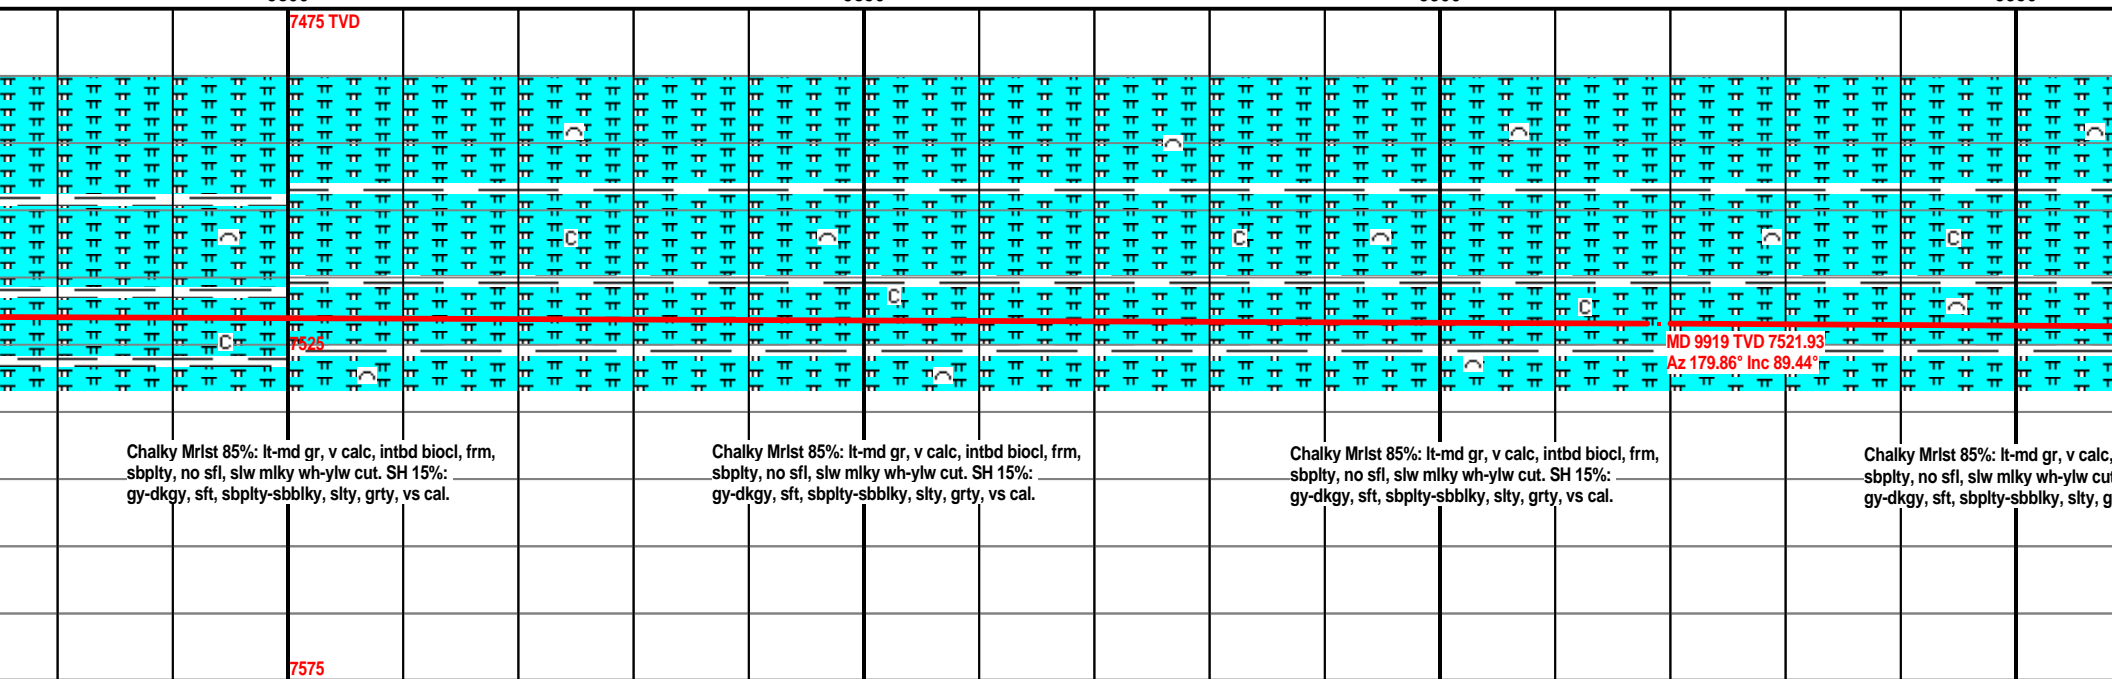 7475 TVD
C
C
C
C
C
C
7525
MD 9919 TVD 7521.93
Az 179.86° Inc 89.44°
Chalky Mrlst 85%: lt-md gr, v calc, intbd biocl, frm,
sbplty, no sfl, slw mlky wh-ylw cut. SH 15%:
gy-dkgy, sft, sbplty-sbblky, slty, grty, vs cal.
Chalky Mrlst 85%: lt-md gr, v calc, intbd biocl, frm,
sbplty, no sfl, slw mlky wh-ylw cut. SH 15%:
gy-dkgy, sft, sbplty-sbblky, slty, grty, vs cal.
Chalky Mrlst 85%: lt-md gr, v calc, intbd biocl, frm,
sbplty, no sfl, slw mlky wh-ylw cut. SH 15%:
gy-dkgy, sft, sbplty-sbblky, slty, grty, vs cal.
Chalky Mrlst 85%: lt-md gr, v calc,
sbplty, no sfl, slw mlky wh-ylw cut
gy-dkgy, sft, sbplty-sbblky, slty, g
7575